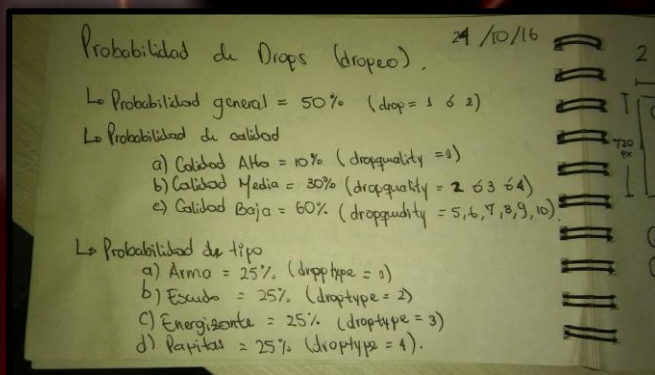 24/10/16
Probabilidad de Drops (dropeo).
↳ Probabilidad general = 50% (drop = 1 ó 2)
↳ Probabilidad de calidad
a) Calidad Alta = 10% (dropquality = 1)
b) Calidad Media = 30% (dropquality = 2 ó 3 ó 4)
c) Calidad Baja = 60% (dropquality = 5, 6, 7, 8, 9, 10).
↳ Probabilidad de tipo
a) Arma = 25% (droptype = 1)
b) Escudo = 25% (droptype = 2)
c) Energizante = 25% (droptype = 3)
d) Papitas = 25% (droptype = 4).
2
720
px